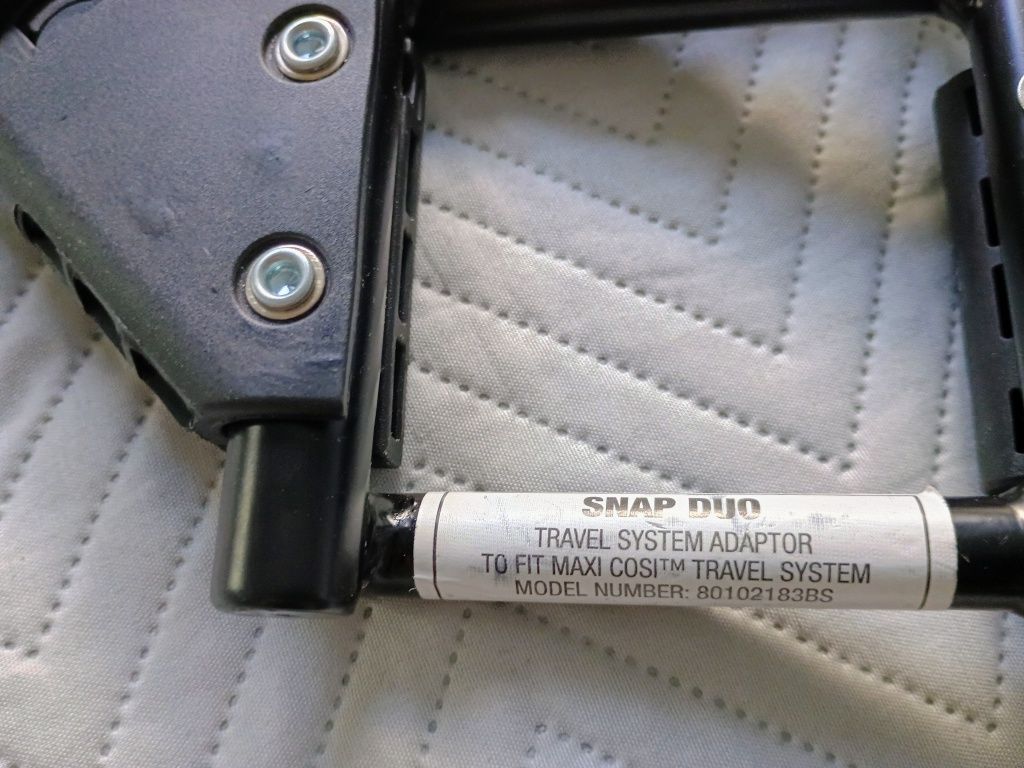 SNAP DUO
TRAVEL SYSTEM ADAPTOR
TO FIT MAXI COSI™ TRAVEL SYSTEM
MODEL NUMBER: 80102183BS